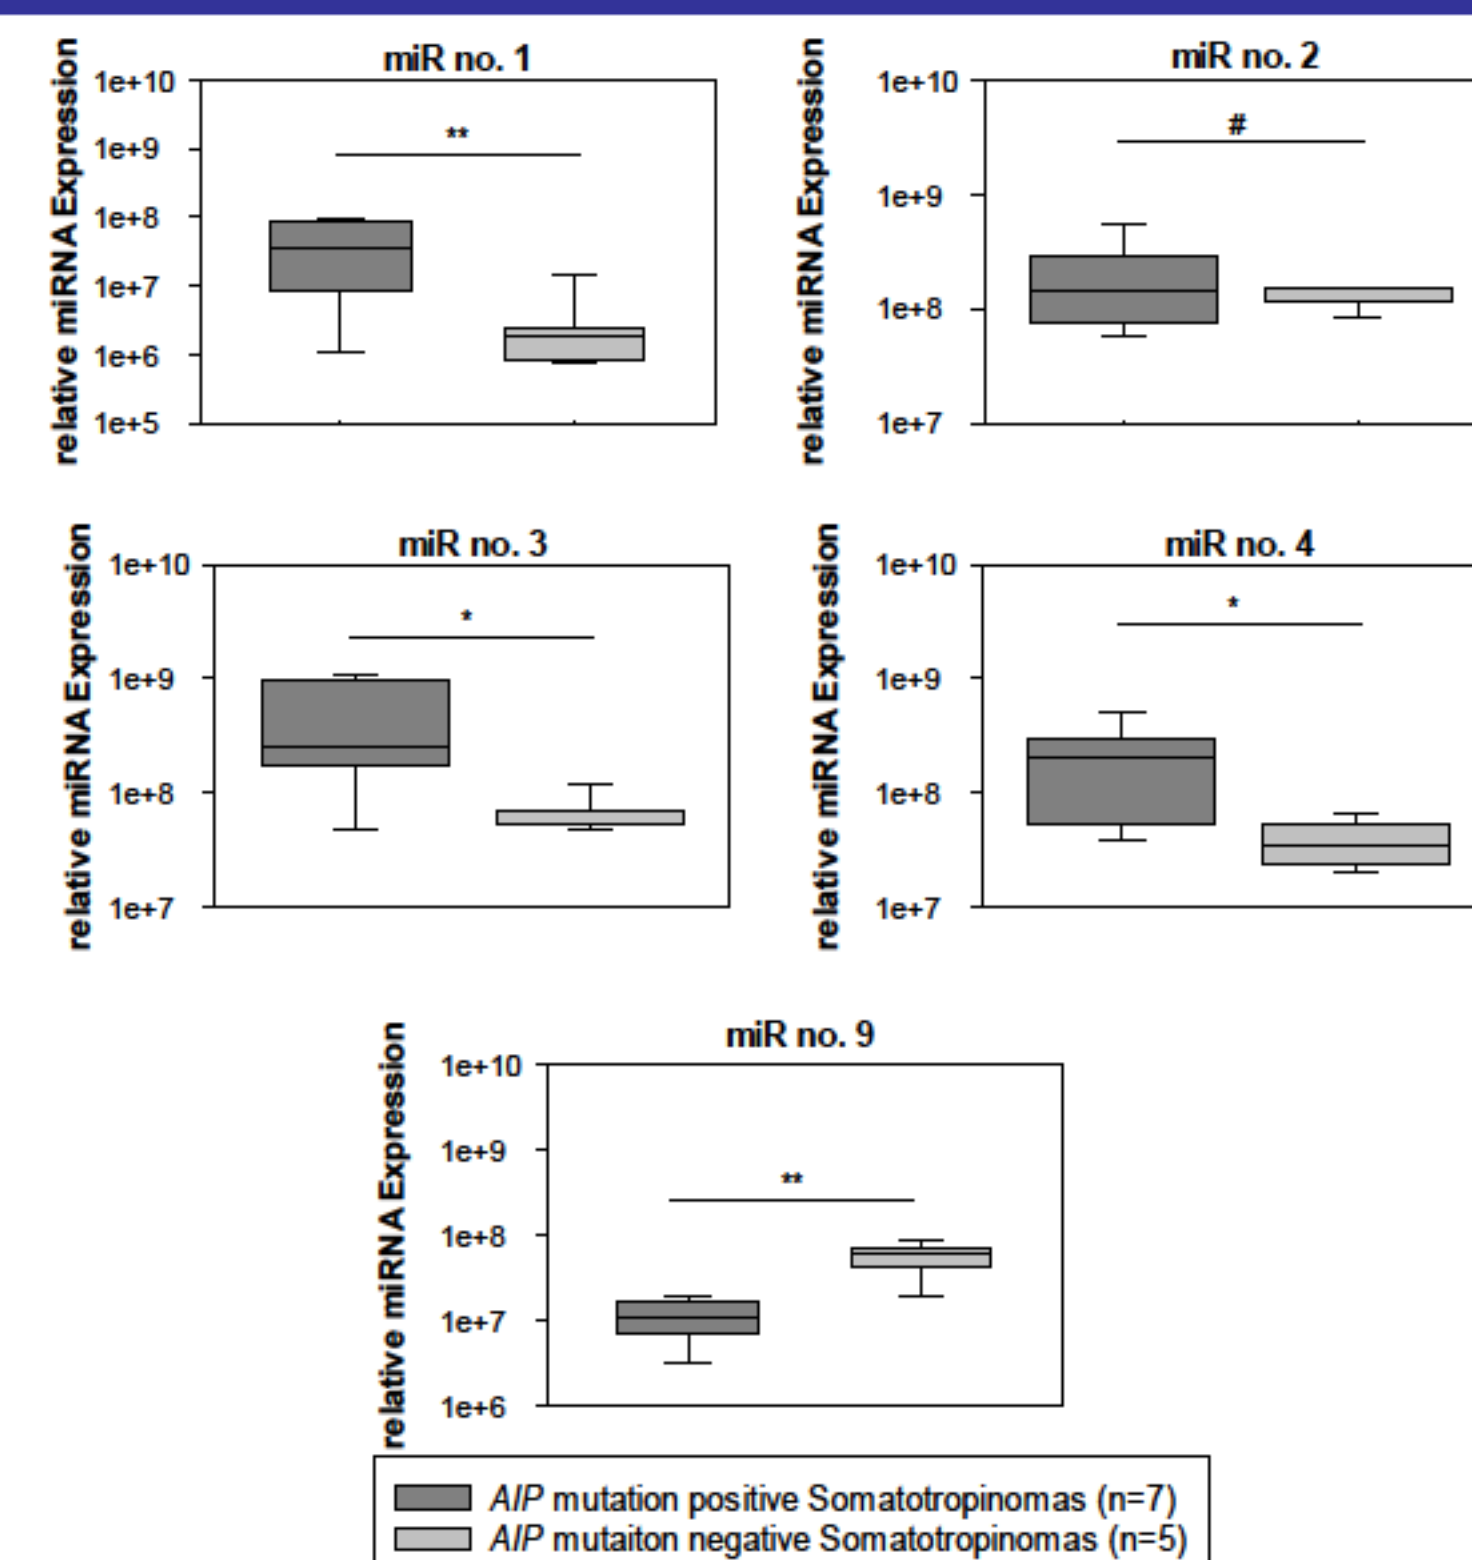 miR no. 1
relative miRNA Expression
1e+10
1e+9
1e+8
1e+7
1e+6
1e+5
**
miR no. 2
relative miRNA Expression
1e+10
1e+9
1e+8
1e+7
#
miR no. 3
relative miRNA Expression
1e+10
1e+9
1e+8
1e+7
*
miR no. 4
relative miRNA Expression
1e+10
1e+9
1e+8
1e+7
*
miR no. 9
relative miRNA Expression
1e+10
1e+9
1e+8
1e+7
1e+6
**
AIP mutation positive Somatotropinomas (n=7)
AIP mutaiton negative Somatotropinomas (n=5)